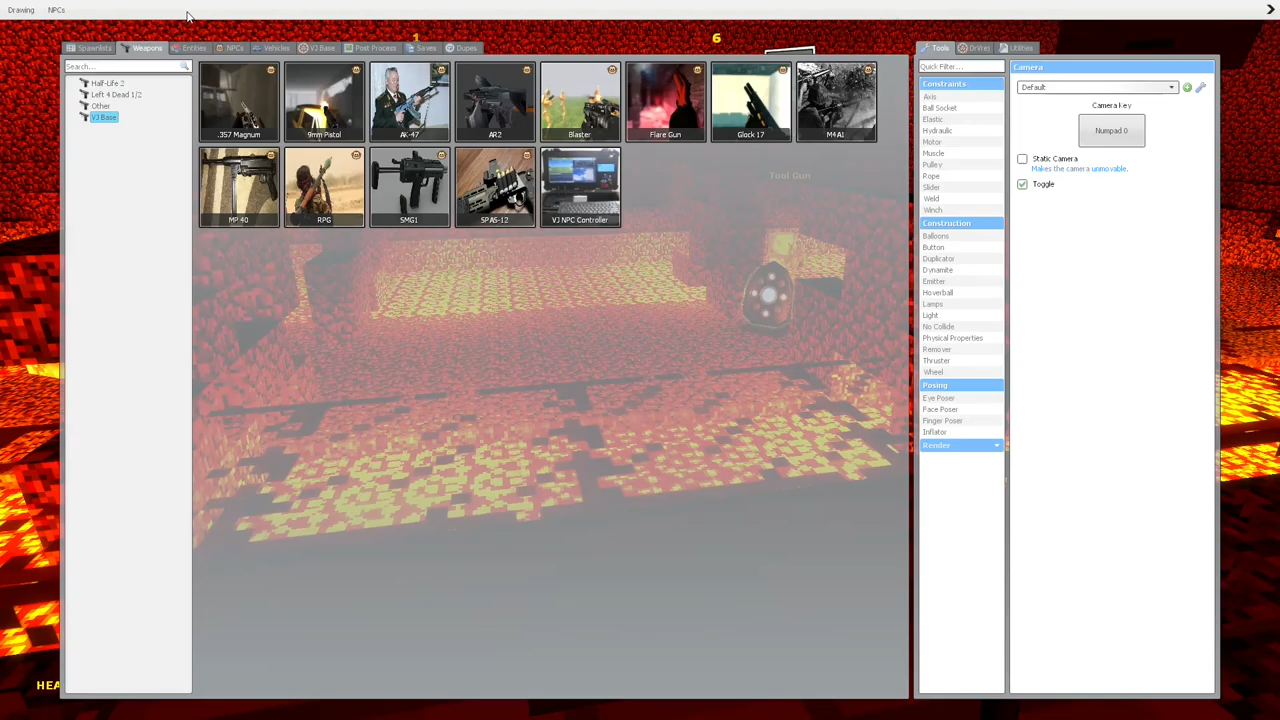 Drawing NPCs
1
6
Spawnlists Weapons Entities NPCs Vehicles VJ Base Post Process Saves Dupes
Search...
Half-Life 2
Left 4 Dead 1/2
Other
VJ Base
.357 Magnum 9mm Pistol AK-47 AR2 Blaster Flare Gun Glock 17 M4A1
MP 40 RPG SMG1 SPAS-12 VJ NPC Controller
Tool Gun
HEA
Tools DrVrej Utilities
Quick Filter...
Constraints
Axis
Ball Socket
Elastic
Hydraulic
Motor
Muscle
Pulley
Rope
Slider
Weld
Winch
Construction
Balloons
Button
Duplicator
Dynamite
Emitter
Hoverball
Lamps
Light
No Collide
Physical Properties
Remover
Thruster
Wheel
Posing
Eye Poser
Face Poser
Finger Poser
Inflator
Render
Camera
Default
Camera Key
Numpad 0
Static Camera
Makes the camera unmovable.
Toggle